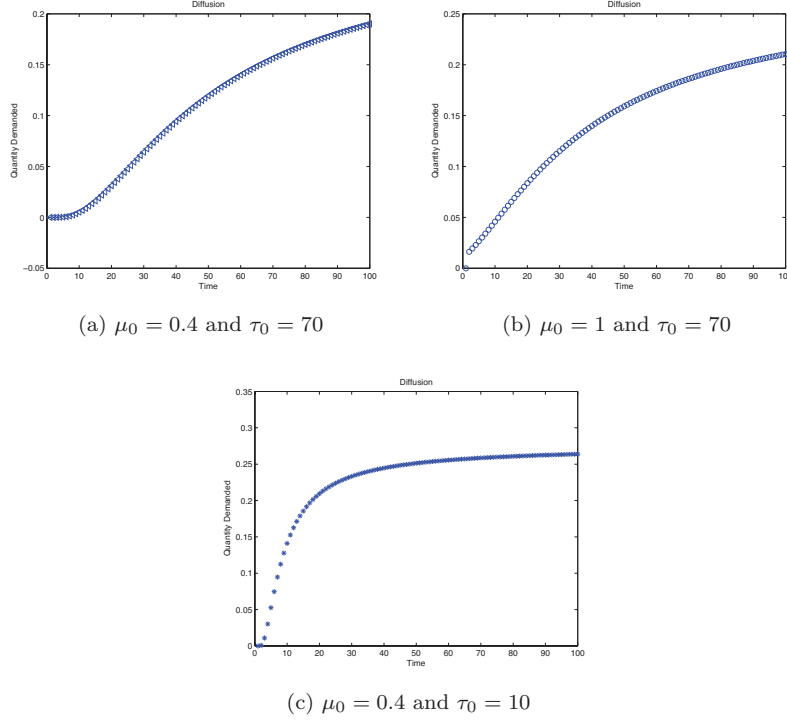 Diffusion
0.2
0.15
0.1
0.05
0
−0.05
Quantity Demanded
0 10 20 30 40 50 60 70 80 90 100
Time
(a) μ0 = 0.4 and τ0 = 70
Diffusion
0.25
0.2
0.15
0.1
0.05
0
Quantity Demanded
0 10 20 30 40 50 60 70 80 90 100
Time
(b) μ0 = 1 and τ0 = 70
Diffusion
0.35
0.3
0.25
0.2
0.15
0.1
0.05
0
Quantity Demanded
0 10 20 30 40 50 60 70 80 90 100
Time
(c) μ0 = 0.4 and τ0 = 10